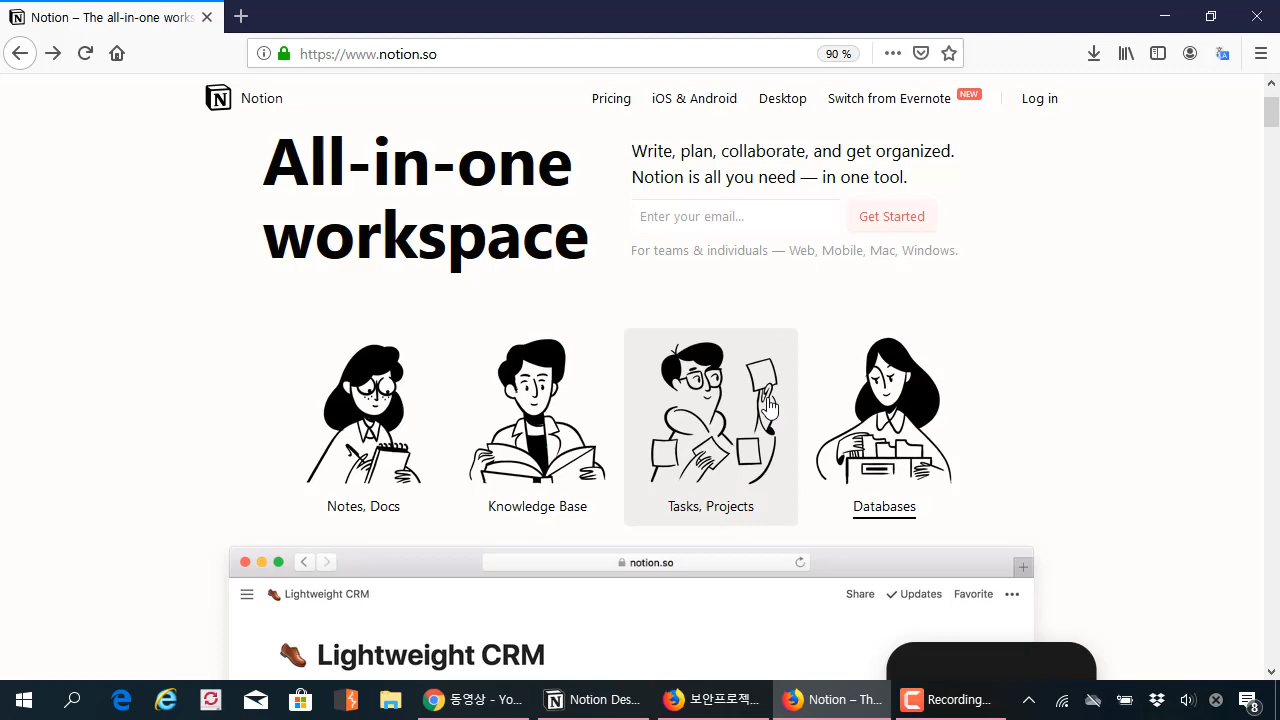 Notion – The all-in-one works
https://www.notion.so
90 %
Notion
Pricing
iOS & Android
Desktop
Switch from Evernote NEW
Log in
All-in-one
workspace
Write, plan, collaborate, and get organized.
Notion is all you need — in one tool.
Enter your email...
Get Started
For teams & individuals — Web, Mobile, Mac, Windows.
Notes, Docs
Knowledge Base
Tasks, Projects
Databases
notion.so
Lightweight CRM
Share
Updates
Favorite
Lightweight CRM
동영상 - Yo...
Notion Des...
보안프로젝...
Notion – Th...
Recording...
8